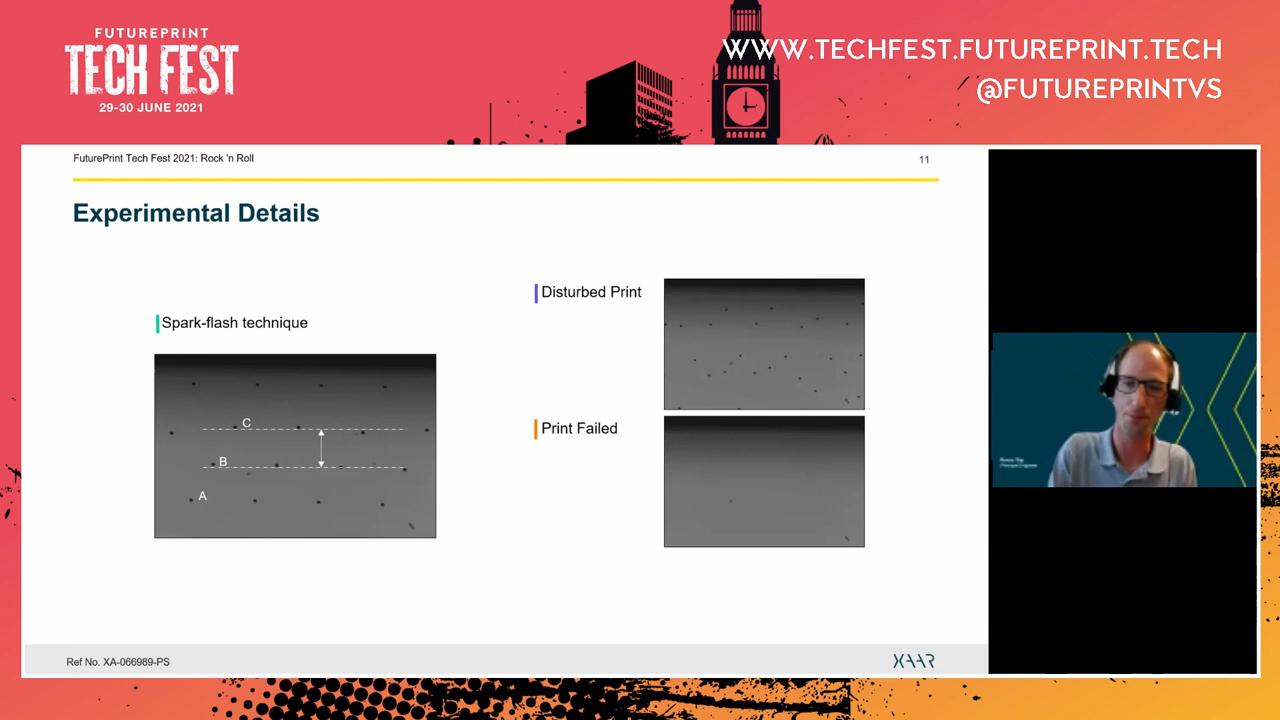 FUTUREPRINT
TECH FEST
29-30 JUNE 2021
WWW.TECHFEST.FUTUREPRINT.TECH
@FUTUREPRINTVS
FuturePrint Tech Fest 2021: Rock 'n Roll
11
Experimental Details
Spark-flash technique
C
B
A
Disturbed Print
Print Failed
Ref No. XA-066989-PS
XAAR